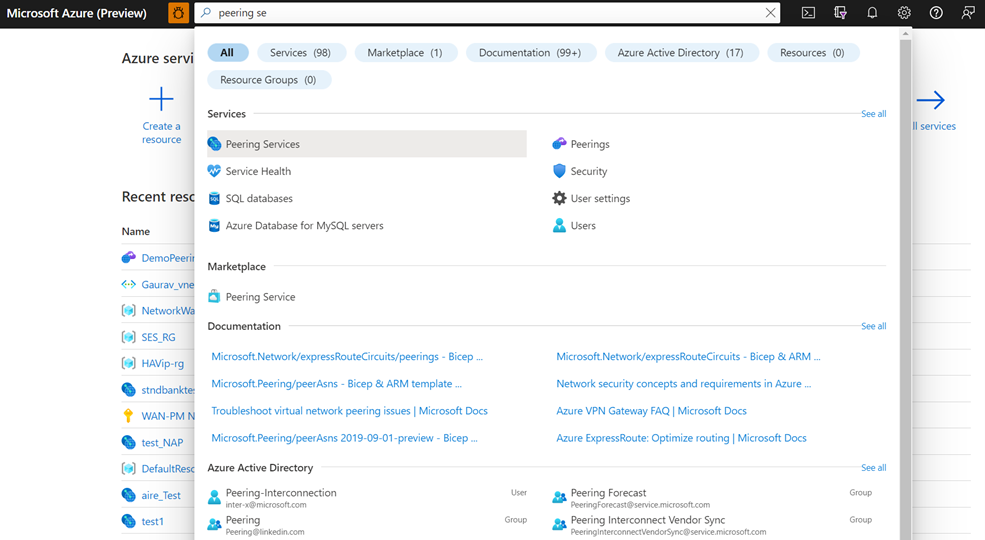 Microsoft Azure (Preview)
peering se
All
Services (98)
Marketplace (1)
Documentation (99+)
Azure Active Directory (17)
Resources (0)
Resource Groups (0)
Azure servi
Create a
resource
ll services
Services
See all
Peering Services
Peerings
Service Health
Security
SQL databases
User settings
Azure Database for MySQL servers
Users
Recent reso
Name
DemoPeerin
Gaurav_vne
NetworkWa
SES_RG
HAVip-rg
stndbanktes
WAN-PM N
test_NAP
DefaultReso
aire_Test
test1
Marketplace
Peering Service
Documentation
See all
Microsoft.Network/expressRouteCircuits/peerings - Bicep ...
Microsoft.Network/expressRouteCircuits - Bicep & ARM ...
Microsoft.Peering/peerAsns - Bicep & ARM template ...
Network security concepts and requirements in Azure ...
Troubleshoot virtual network peering issues | Microsoft Docs
Azure VPN Gateway FAQ | Microsoft Docs
Microsoft.Peering/peerAsns 2019-09-01-preview - Bicep ...
Azure ExpressRoute: Optimize routing | Microsoft Docs
Azure Active Directory
See all
Peering-Interconnection
User
inter-x@microsoft.com
Peering Forecast
Group
PeeringForecast@service.microsoft.com
Peering
Group
Peering@linkedin.com
Peering Interconnect Vendor Sync
Group
PeeringInterconnectVendorSync@service.microsoft.com